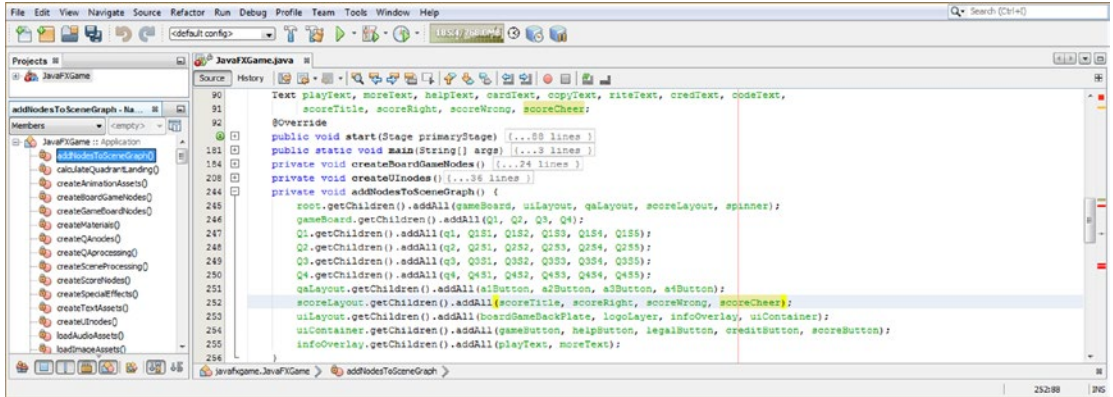 File Edit View Navigate Source Refactor Run Debug Profile Team Tools Window Help
Search (Ctrl+I)
<default config>
Projects
JavaFXGame.java
JavaFXGame
Source History
addNodesToSceneGraph - Na...
Members <empty>
JavaFXGame :: Application
addNodesToSceneGraph()
calculateQuadrantLanding()
createAnimationAssets()
createBoardGameNodes()
createGameBoardNodes()
createMaterials()
createQAnodes()
createQAprocessing()
createSceneProcessing()
createScoreNodes()
createSpecialEffects()
createTextAssets()
createUInodes()
loadAudioAssets()
loadImageAssets()
90 Text playText, moreText, helpText, cardText, copyText, riteText, credText, codeText,
91 scoreTitle, scoreRight, scoreWrong, scoreCheer;
92 @Override
public void start(Stage primaryStage) {...88 lines }
181 public static void main(String[] args) {...3 lines }
184 private void createBoardGameNodes() {...24 lines }
208 private void createUInodes() {...36 lines }
244 private void addNodesToSceneGraph() {
245 root.getChildren().addAll(gameBoard, uiLayout, qaLayout, scoreLayout, spinner);
246 gameBoard.getChildren().addAll(Q1, Q2, Q3, Q4);
247 Q1.getChildren().addAll(q1, Q1S1, Q1S2, Q1S3, Q1S4, Q1S5);
248 Q2.getChildren().addAll(q2, Q2S1, Q2S2, Q2S3, Q2S4, Q2S5);
249 Q3.getChildren().addAll(q3, Q3S1, Q3S2, Q3S3, Q3S4, Q3S5);
250 Q4.getChildren().addAll(q4, Q4S1, Q4S2, Q4S3, Q4S4, Q4S5);
251 qaLayout.getChildren().addAll(a1Button, a2Button, a3Button, a4Button);
252 scoreLayout.getChildren().addAll(scoreTitle, scoreRight, scoreWrong, scoreCheer);
253 uiLayout.getChildren().addAll(boardGameBackPlate, logoLayer, infoOverlay, uiContainer);
254 uiContainer.getChildren().addAll(gameButton, helpButton, legalButton, creditButton, scoreButton);
255 infoOverlay.getChildren().addAll(playText, moreText);
256 }
javafxgame.JavaFXGame addNodesToSceneGraph
252:88 INS